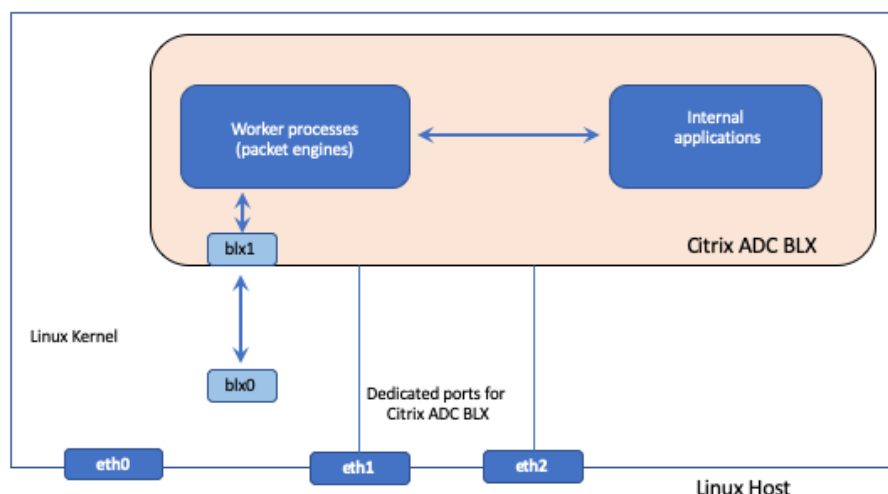 Worker processes
(packet engines)
Internal
applications
blx1
Citrix ADC BLX
Linux Kernel
blx0
Dedicated ports for
Citrix ADC BLX
eth0
eth1
eth2
Linux Host